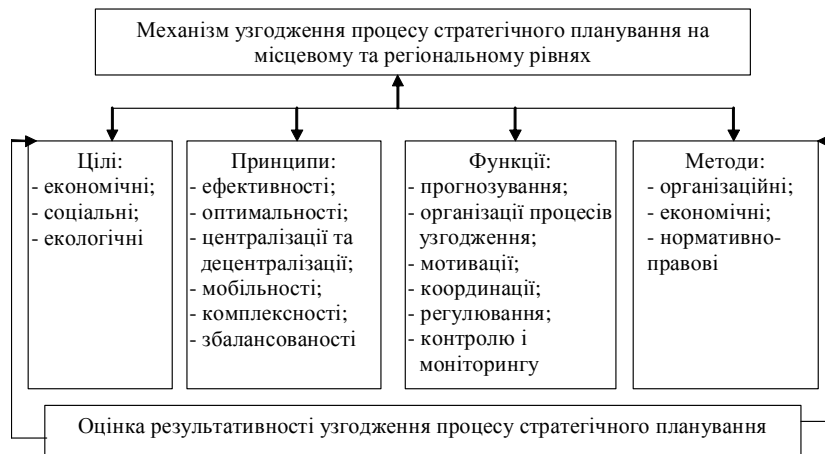 Механізм узгодження процесу стратегічного планування на
місцевому та регіональному рівнях
Цілі:
- економічні;
- соціальні;
- екологічні
Принципи:
- ефективності;
- оптимальності;
- централізації та
децентралізації;
- мобільності;
- комплексності;
- збалансованості
Функції:
- прогнозування;
- організації процесів
узгодження;
- мотивації;
- координації;
- регулювання;
- контролю і
моніторингу
Методи:
- організаційні;
- економічні;
- нормативно-
правові
Оцінка результативності узгодження процесу стратегічного планування